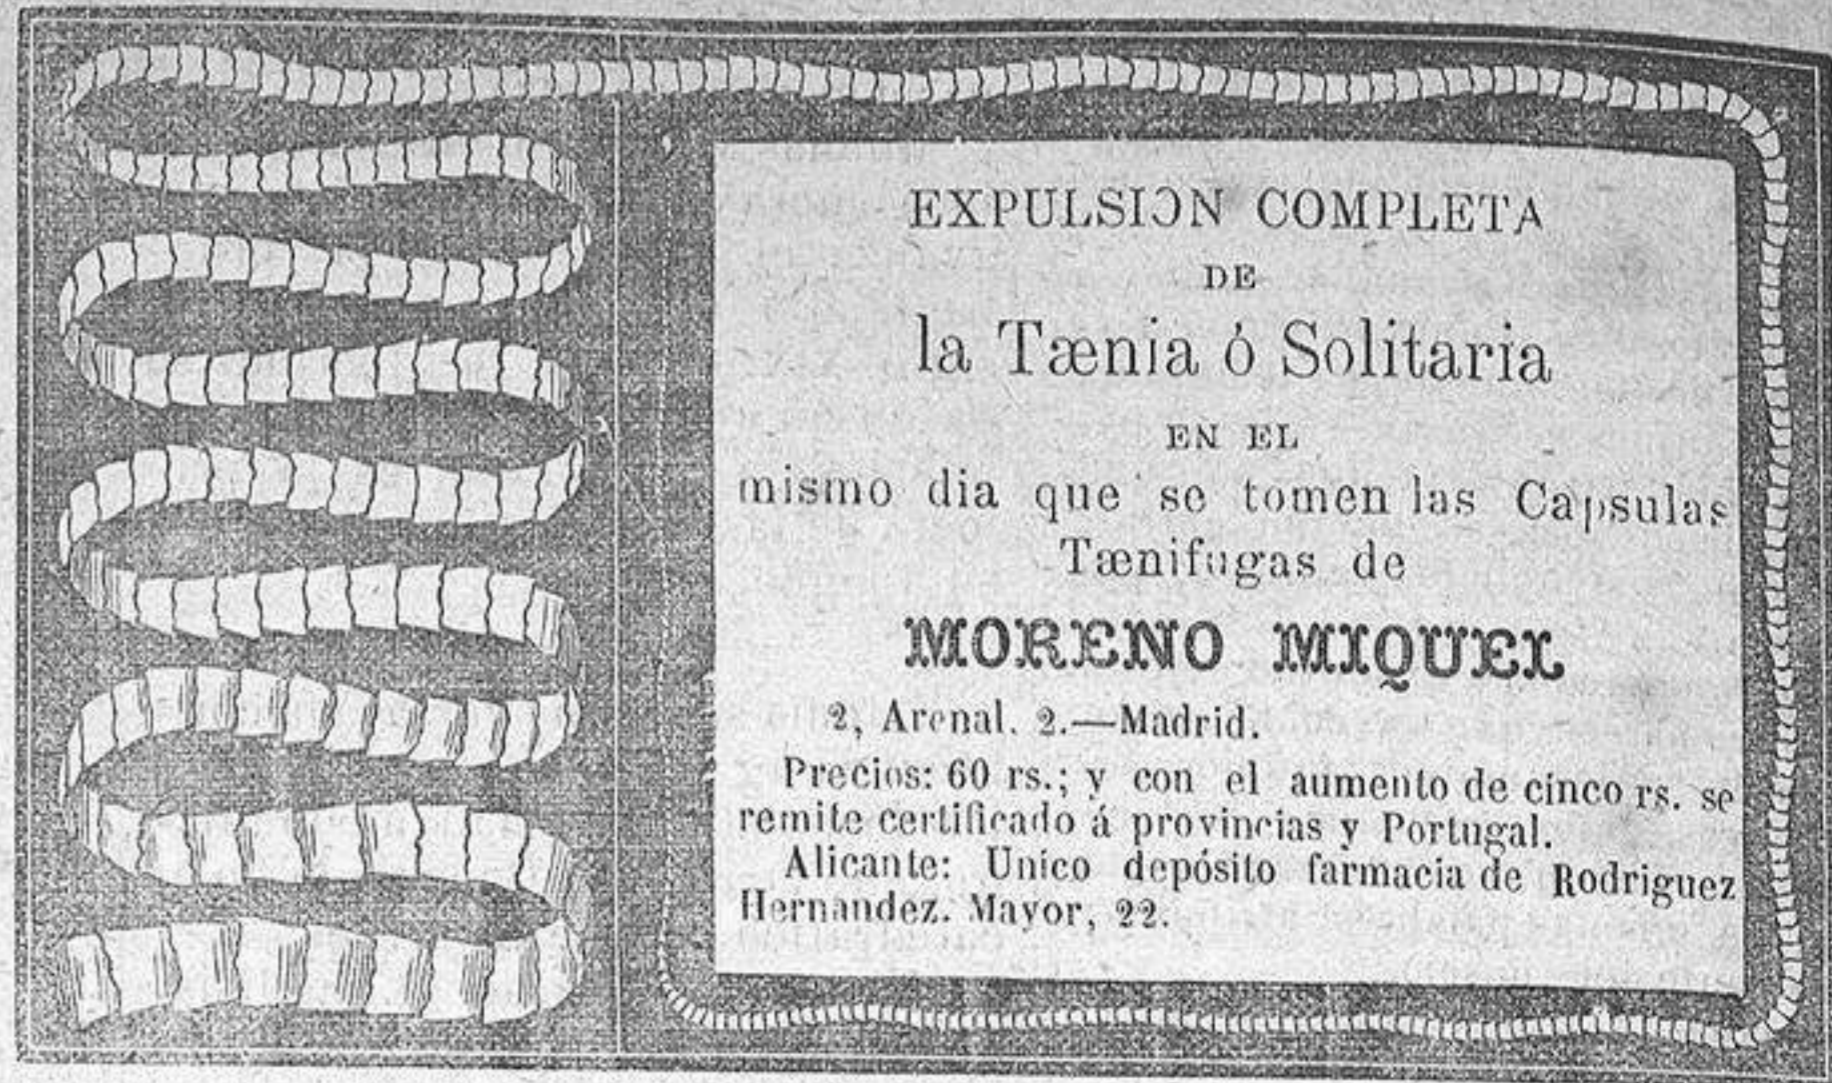 EXPULSION COMPLETA
DE
la Tænia ó Solitaria
EN EL
mismo dia que se tomen las Capsulas
Tænifugas de
MORENO MIQUEL
2, Arenal. 2.—Madrid.
Precios: 60 rs.; y con el aumento de cinco rs. se
remite certificado á provincias y Portugal.
Alicante: Unico depósito farmacia de Rodriguez
Hernandez. Mayor, 22.